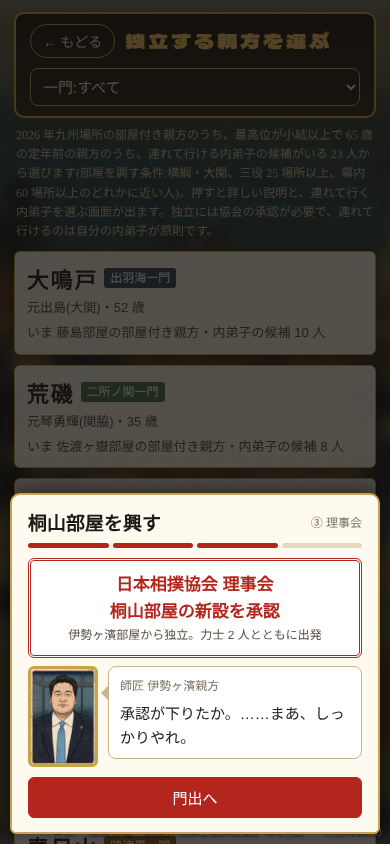 ← もどる
独立する親方を選ぶ
一門:すべて
2026 年九州場所の部屋付き親方のうち、最高位が小結以上で 65 歳
の定年前の親方のうち、連れて行ける内弟子の候補がいる 23 人か
ら選びます(部屋を興す条件:横綱・大関、三役 25 場所以上、幕内
60 場所以上のどれかに近い人)。押すと詳しい説明と、連れて行く
内弟子を選ぶ画面が出ます。独立には協会の承認が必要で、連れて
行けるのは自分の内弟子が原則です。
大鳴戸 出羽海一門
元出島(大関)・52 歳
いま 藤島部屋の部屋付き親方・内弟子の候補 10 人
荒磯 二所ノ関一門
元琴勇輝(関脇)・35 歳
いま 佐渡ヶ嶽部屋の部屋付き親方・内弟子の候補 8 人
桐山部屋を興す
③ 理事会
日本相撲協会 理事会
桐山部屋の新設を承認
伊勢ヶ濱部屋から独立。力士 2 人とともに出発
師匠 伊勢ヶ濱親方
承認が下りたか。……まあ、しっ
かりやれ。
門出へ